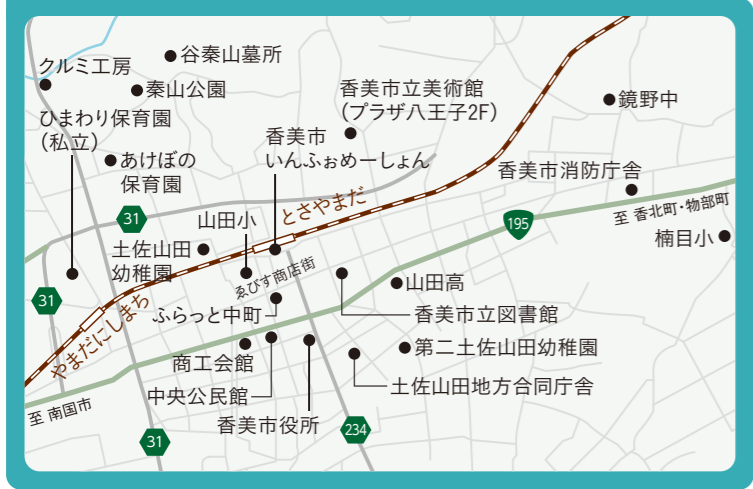 谷秦山墓所
クルミ工房
秦山公園
香美市立美術館
(プラザ八王子2F)
鏡野中
ひまわり保育園
(私立)
香美市
いんふぉめーしょん
あけぼの
保育園
香美市消防庁舎
至 香北町・物部町
とさやまだ
31
山田小
195
土佐山田
幼稚園
楠目小
ゑびす商店街
山田高
31
ふらっと中町
香美市立図書館
やまだにしまち
商工会館
第二土佐山田幼稚園
中央公民館
土佐山田地方合同庁舎
至 南国市
香美市役所
31
234